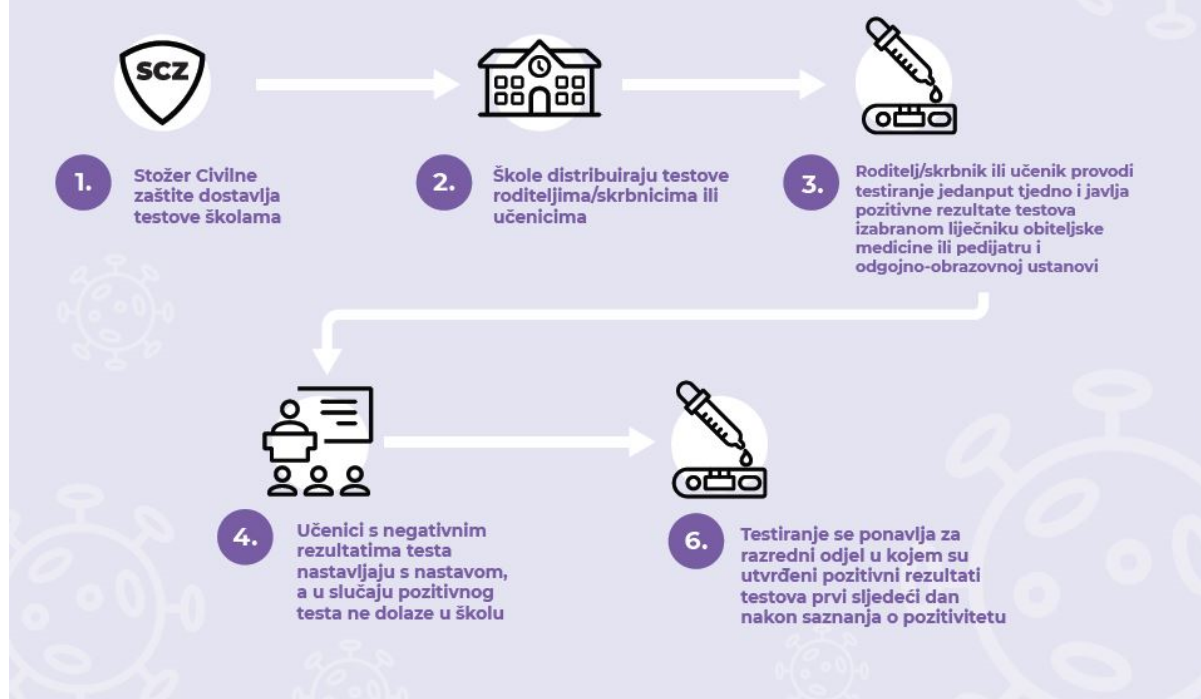 SCZ
1.
Stožer Civilne
zaštite dostavlja
testove školama
2.
Škole distribuiraju testove
roditeljima/skrbnicima ili
učenicima
3.
Roditelj/skrbnik ili učenik provodi
testiranje jedanput tjedno i javlja
pozitivne rezultate testova
izabranom liječniku obiteljske
medicine ili pedijatru i
odgojno-obrazovnoj ustanovi
4.
Učenici s negativnim
rezultatima testa
nastavljaju s nastavom,
a u slučaju pozitivnog
testa ne dolaze u školu
6.
Testiranje se ponavlja za
razredni odjel u kojem su
utvrđeni pozitivni rezultati
testova prvi sljedeći dan
nakon saznanja o pozitivitetu